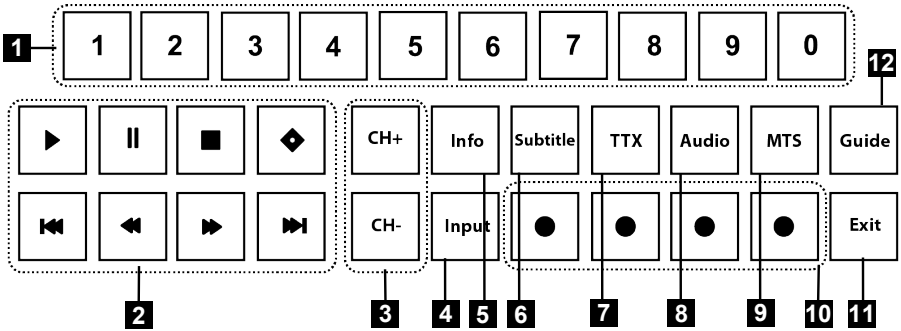 1 1 2 3 4 5 6 7 8 9 0
12
CH+ Info Subtitle TTX Audio MTS Guide
CH- Input Exit
2 3 4 5 6 7 8 9 10 11